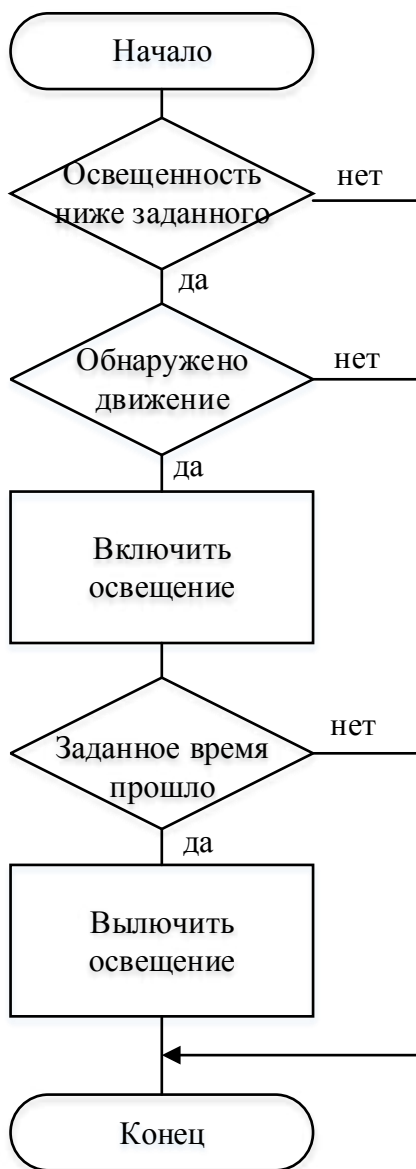 Начало
Освещенность
нет
ниже заданного
да
Обнаружено
нет
движение
да
Включить
освещение
нет
Заданное время
прошло
да
Вылючить
освещение
Конец